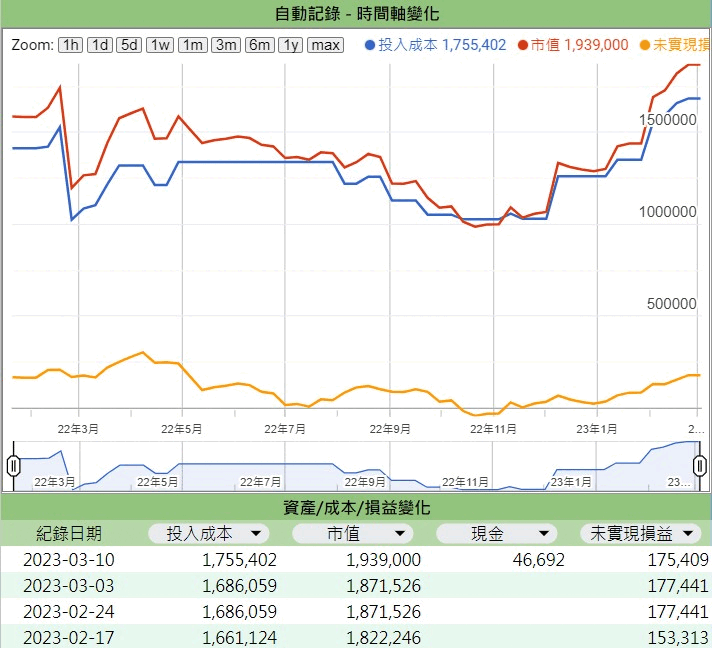 自動記錄 - 時間軸變化
Zoom: 1h 1d 5d 1w 1m 3m 6m 1y max 投入成本 1,755,402 市值 1,939,000 未實現損
1500000
1000000
500000
22年3月 22年5月 22年7月 22年9月 22年11月 23年1月 2...
22年3月 22年5月 22年7月 22年9月 22年11月 23年1月 23...
資產/成本/損益變化
紀錄日期 投入成本 市值 現金 未實現損益
2023-03-10 1,755,402 1,939,000 46,692 175,409
2023-03-03 1,686,059 1,871,526 177,441
2023-02-24 1,686,059 1,871,526 177,441
2023-02-17 1,661,124 1,822,246 153,313